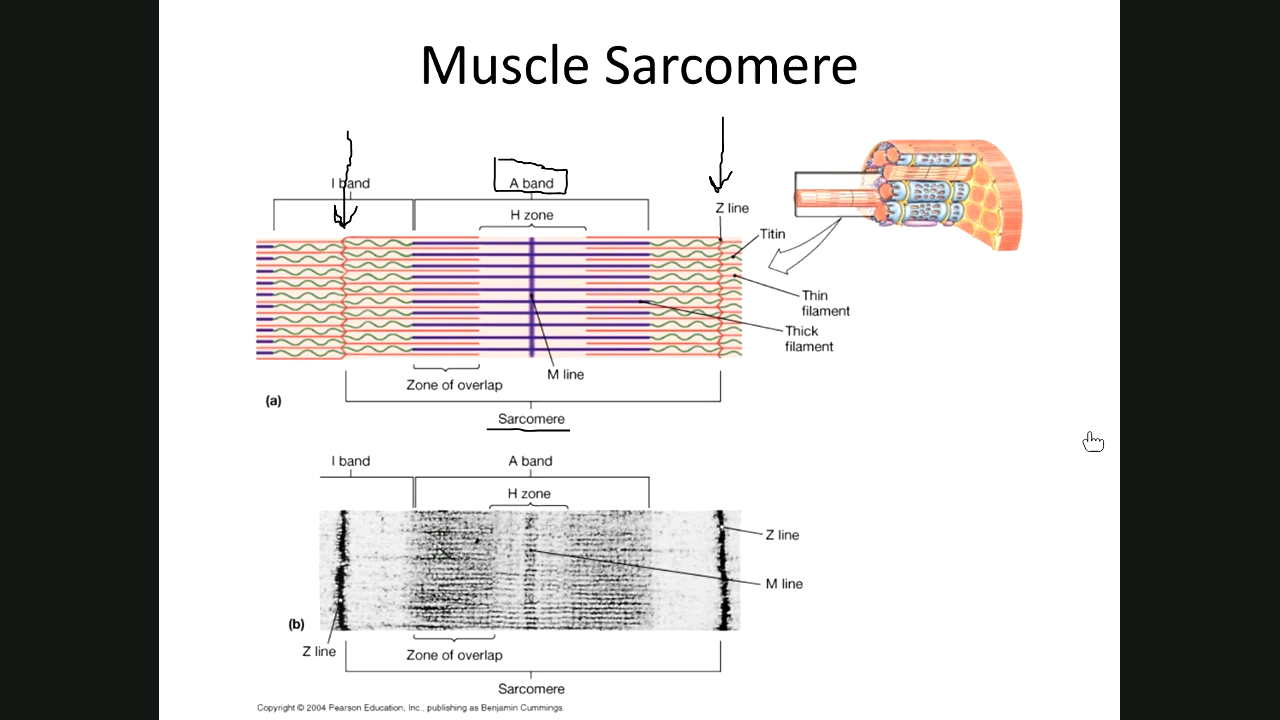 Muscle Sarcomere
I band
A band
H zone
Z line
Titin
Thin
filament
Thick
filament
M line
Zone of overlap
(a)
Sarcomere
I band
A band
H zone
Z line
M line
(b)
Z line
Zone of overlap
Sarcomere
Copyright © 2004 Pearson Education, Inc., publishing as Benjamin Cummings.